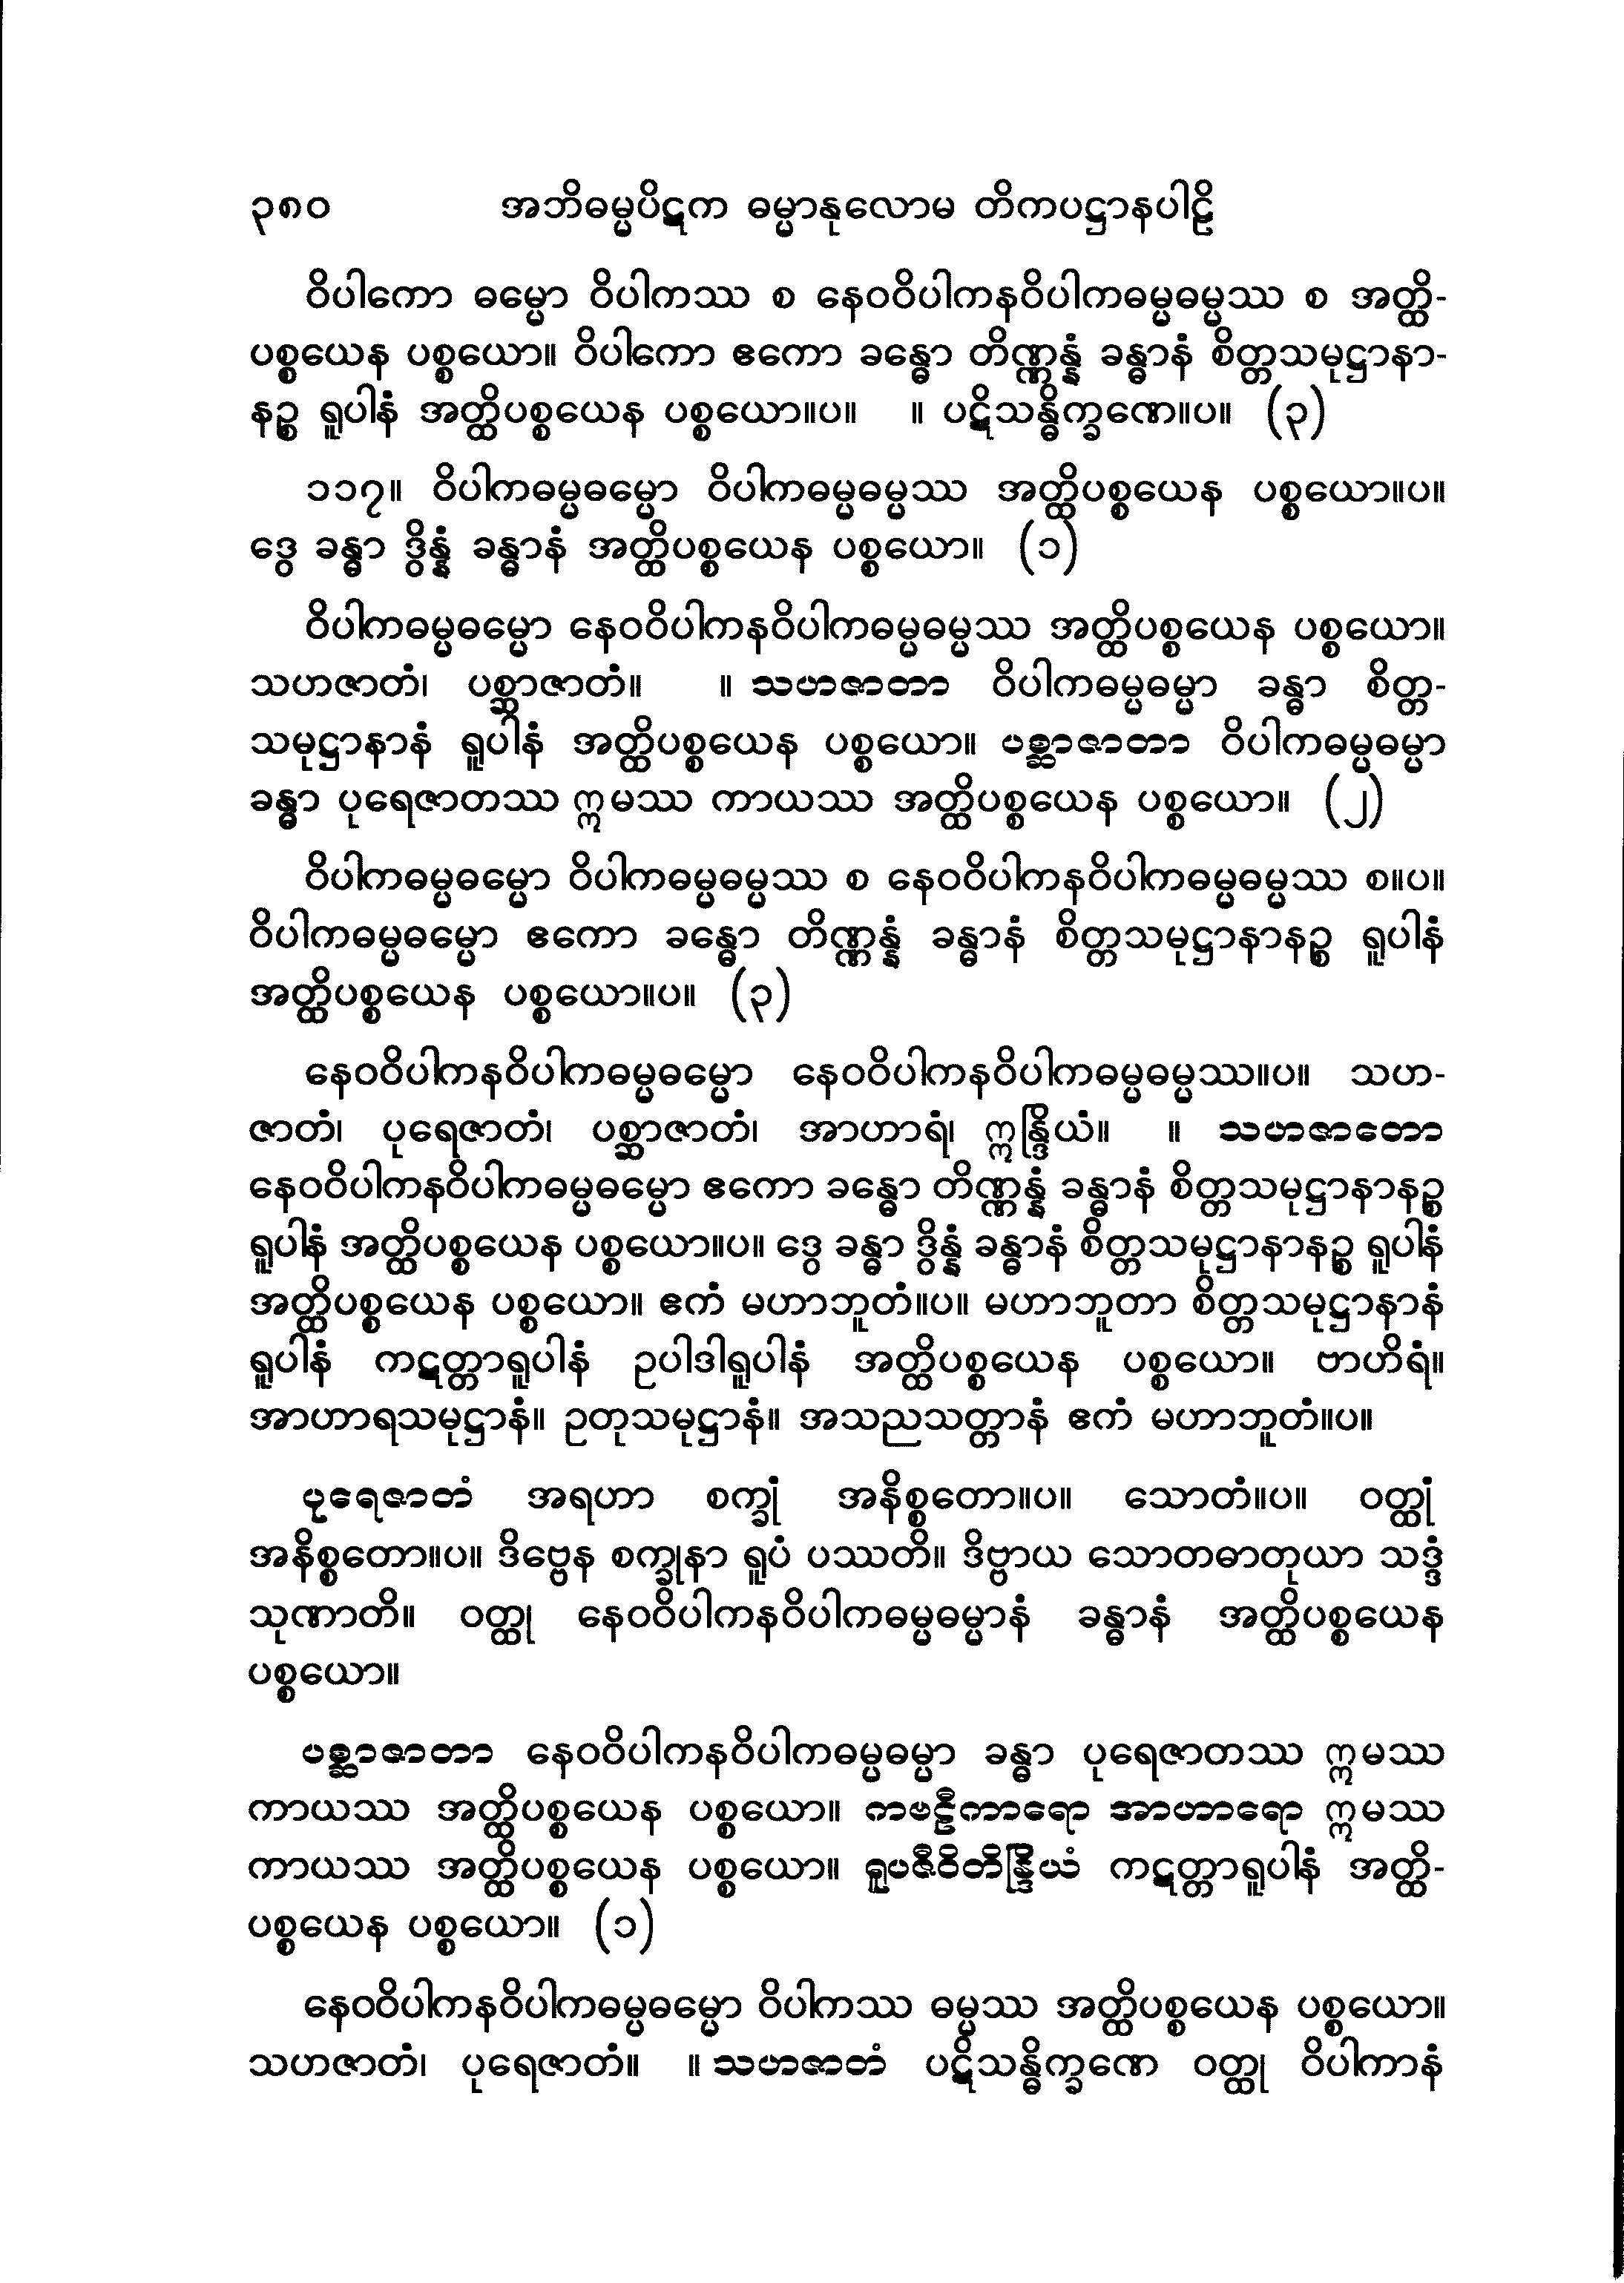 ၃၈၀ အဘိဓမ္မပိဋက ဓမ္မာနုလောမ တိကပဋ္ဌာနပါဠိ
ဝိပါကော ဓမ္မော ဝိပါကဿ စ နေဝဝိပါကနဝိပါကဓမ္မဓမ္မဿ စ အတ္ထိ-
ပစ္စယေန ပစ္စယော။ ဝိပါကော ဧကော ခန္ဓော တိဏ္ဏန္နံ ခန္ဓာနံ စိတ္တသမုဋ္ဌာနာ-
နဉ္စ ရူပါနံ အတ္ထိပစ္စယေန ပစ္စယော။ပ။ ။ ပဋိသန္ဓိက္ခဏေ။ပ။ (၃)
၁၁၇။ ဝိပါကဓမ္မဓမ္မော ဝိပါကဓမ္မဓမ္မဿ အတ္ထိပစ္စယေန ပစ္စယော။ပ။
ဒွေ ခန္ဓာ ဒွိန္နံ ခန္ဓာနံ အတ္ထိပစ္စယေန ပစ္စယော။ (၁)
ဝိပါကဓမ္မဓမ္မော နေဝဝိပါကနဝိပါကဓမ္မဓမ္မဿ အတ္ထိပစ္စယေန ပစ္စယော။
သဟဇာတံ၊ ပစ္ဆာဇာတံ။ ။ သဟဇာတာ ဝိပါကဓမ္မဓမ္မာ ခန္ဓာ စိတ္တ-
သမုဋ္ဌာနာနံ ရူပါနံ အတ္ထိပစ္စယေန ပစ္စယော။ ပစ္ဆာဇာတာ ဝိပါကဓမ္မဓမ္မာ
ခန္ဓာ ပုရေဇာတဿ ဣမဿ ကာယဿ အတ္ထိပစ္စယေန ပစ္စယော။ (၂)
ဝိပါကဓမ္မဓမ္မော ဝိပါကဓမ္မဓမ္မဿ စ နေဝဝိပါကနဝိပါကဓမ္မဓမ္မဿ စ။ပ။
ဝိပါကဓမ္မဓမ္မော ဧကော ခန္ဓော တိဏ္ဏန္နံ ခန္ဓာနံ စိတ္တသမုဋ္ဌာနာနဉ္စ ရူပါနံ
အတ္ထိပစ္စယေန ပစ္စယော။ပ။ (၃)
နေဝဝိပါကနဝိပါကဓမ္မဓမ္မော နေဝဝိပါကနဝိပါကဓမ္မဓမ္မဿ။ပ။ သဟ-
ဇာတံ၊ ပုရေဇာတံ၊ ပစ္ဆာဇာတံ၊ အာဟာရံ၊ ဣန္ဒြိယံ။ ။ သဟဇာတော
နေဝဝိပါကနဝိပါကဓမ္မဓမ္မော ဧကော ခန္ဓော တိဏ္ဏန္နံ ခန္ဓာနံ စိတ္တသမုဋ္ဌာနာနဉ္စ
ရူပါနံ အတ္ထိပစ္စယေန ပစ္စယော။ပ။ ဒွေ ခန္ဓာ ဒွိန္နံ ခန္ဓာနံ စိတ္တသမုဋ္ဌာနာနဉ္စ ရူပါနံ
အတ္ထိပစ္စယေန ပစ္စယော။ ဧကံ မဟာဘူတံ။ပ။ မဟာဘူတာ စိတ္တသမုဋ္ဌာနာနံ
ရူပါနံ ကဋတ္တာရူပါနံ ဥပါဒါရူပါနံ အတ္ထိပစ္စယေန ပစ္စယော။ ဗာဟိရံ။
အာဟာရသမုဋ္ဌာနံ။ ဥတုသမုဋ္ဌာနံ။ အသညသတ္တာနံ ဧကံ မဟာဘူတံ။ပ။
ပုရေဇာတံ အရဟာ စက္ခုံ အနိစ္စတော။ပ။ သောတံ။ပ။ ဝတ္ထုံ
အနိစ္စတော။ပ။ ဒိဗ္ဗေန စက္ခုနာ ရူပံ ပဿတိ။ ဒိဗ္ဗာယ သောတဓာတုယာ သဒ္ဒံ
သုဏာတိ။ ဝတ္ထု နေဝဝိပါကနဝိပါကဓမ္မဓမ္မာနံ ခန္ဓာနံ အတ္ထိပစ္စယေန
ပစ္စယော။
ပစ္ဆာဇာတာ နေဝဝိပါကနဝိပါကဓမ္မဓမ္မာ ခန္ဓာ ပုရေဇာတဿ ဣမဿ
ကာယဿ အတ္ထိပစ္စယေန ပစ္စယော။ ကဗဠီကာရော အာဟာရော ဣမဿ
ကာယဿ အတ္ထိပစ္စယေန ပစ္စယော။ ရူပဇီဝိတိန္ဒြိယံ ကဋတ္တာရူပါနံ အတ္ထိ-
ပစ္စယေန ပစ္စယော။ (၁)
နေဝဝိပါကနဝိပါကဓမ္မဓမ္မော ဝိပါကဿ ဓမ္မဿ အတ္ထိပစ္စယေန ပစ္စယော။
သဟဇာတံ၊ ပုရေဇာတံ။ ။ သဟဇာတံ ပဋိသန္ဓိက္ခဏေ ဝတ္ထု ဝိပါကာနံ